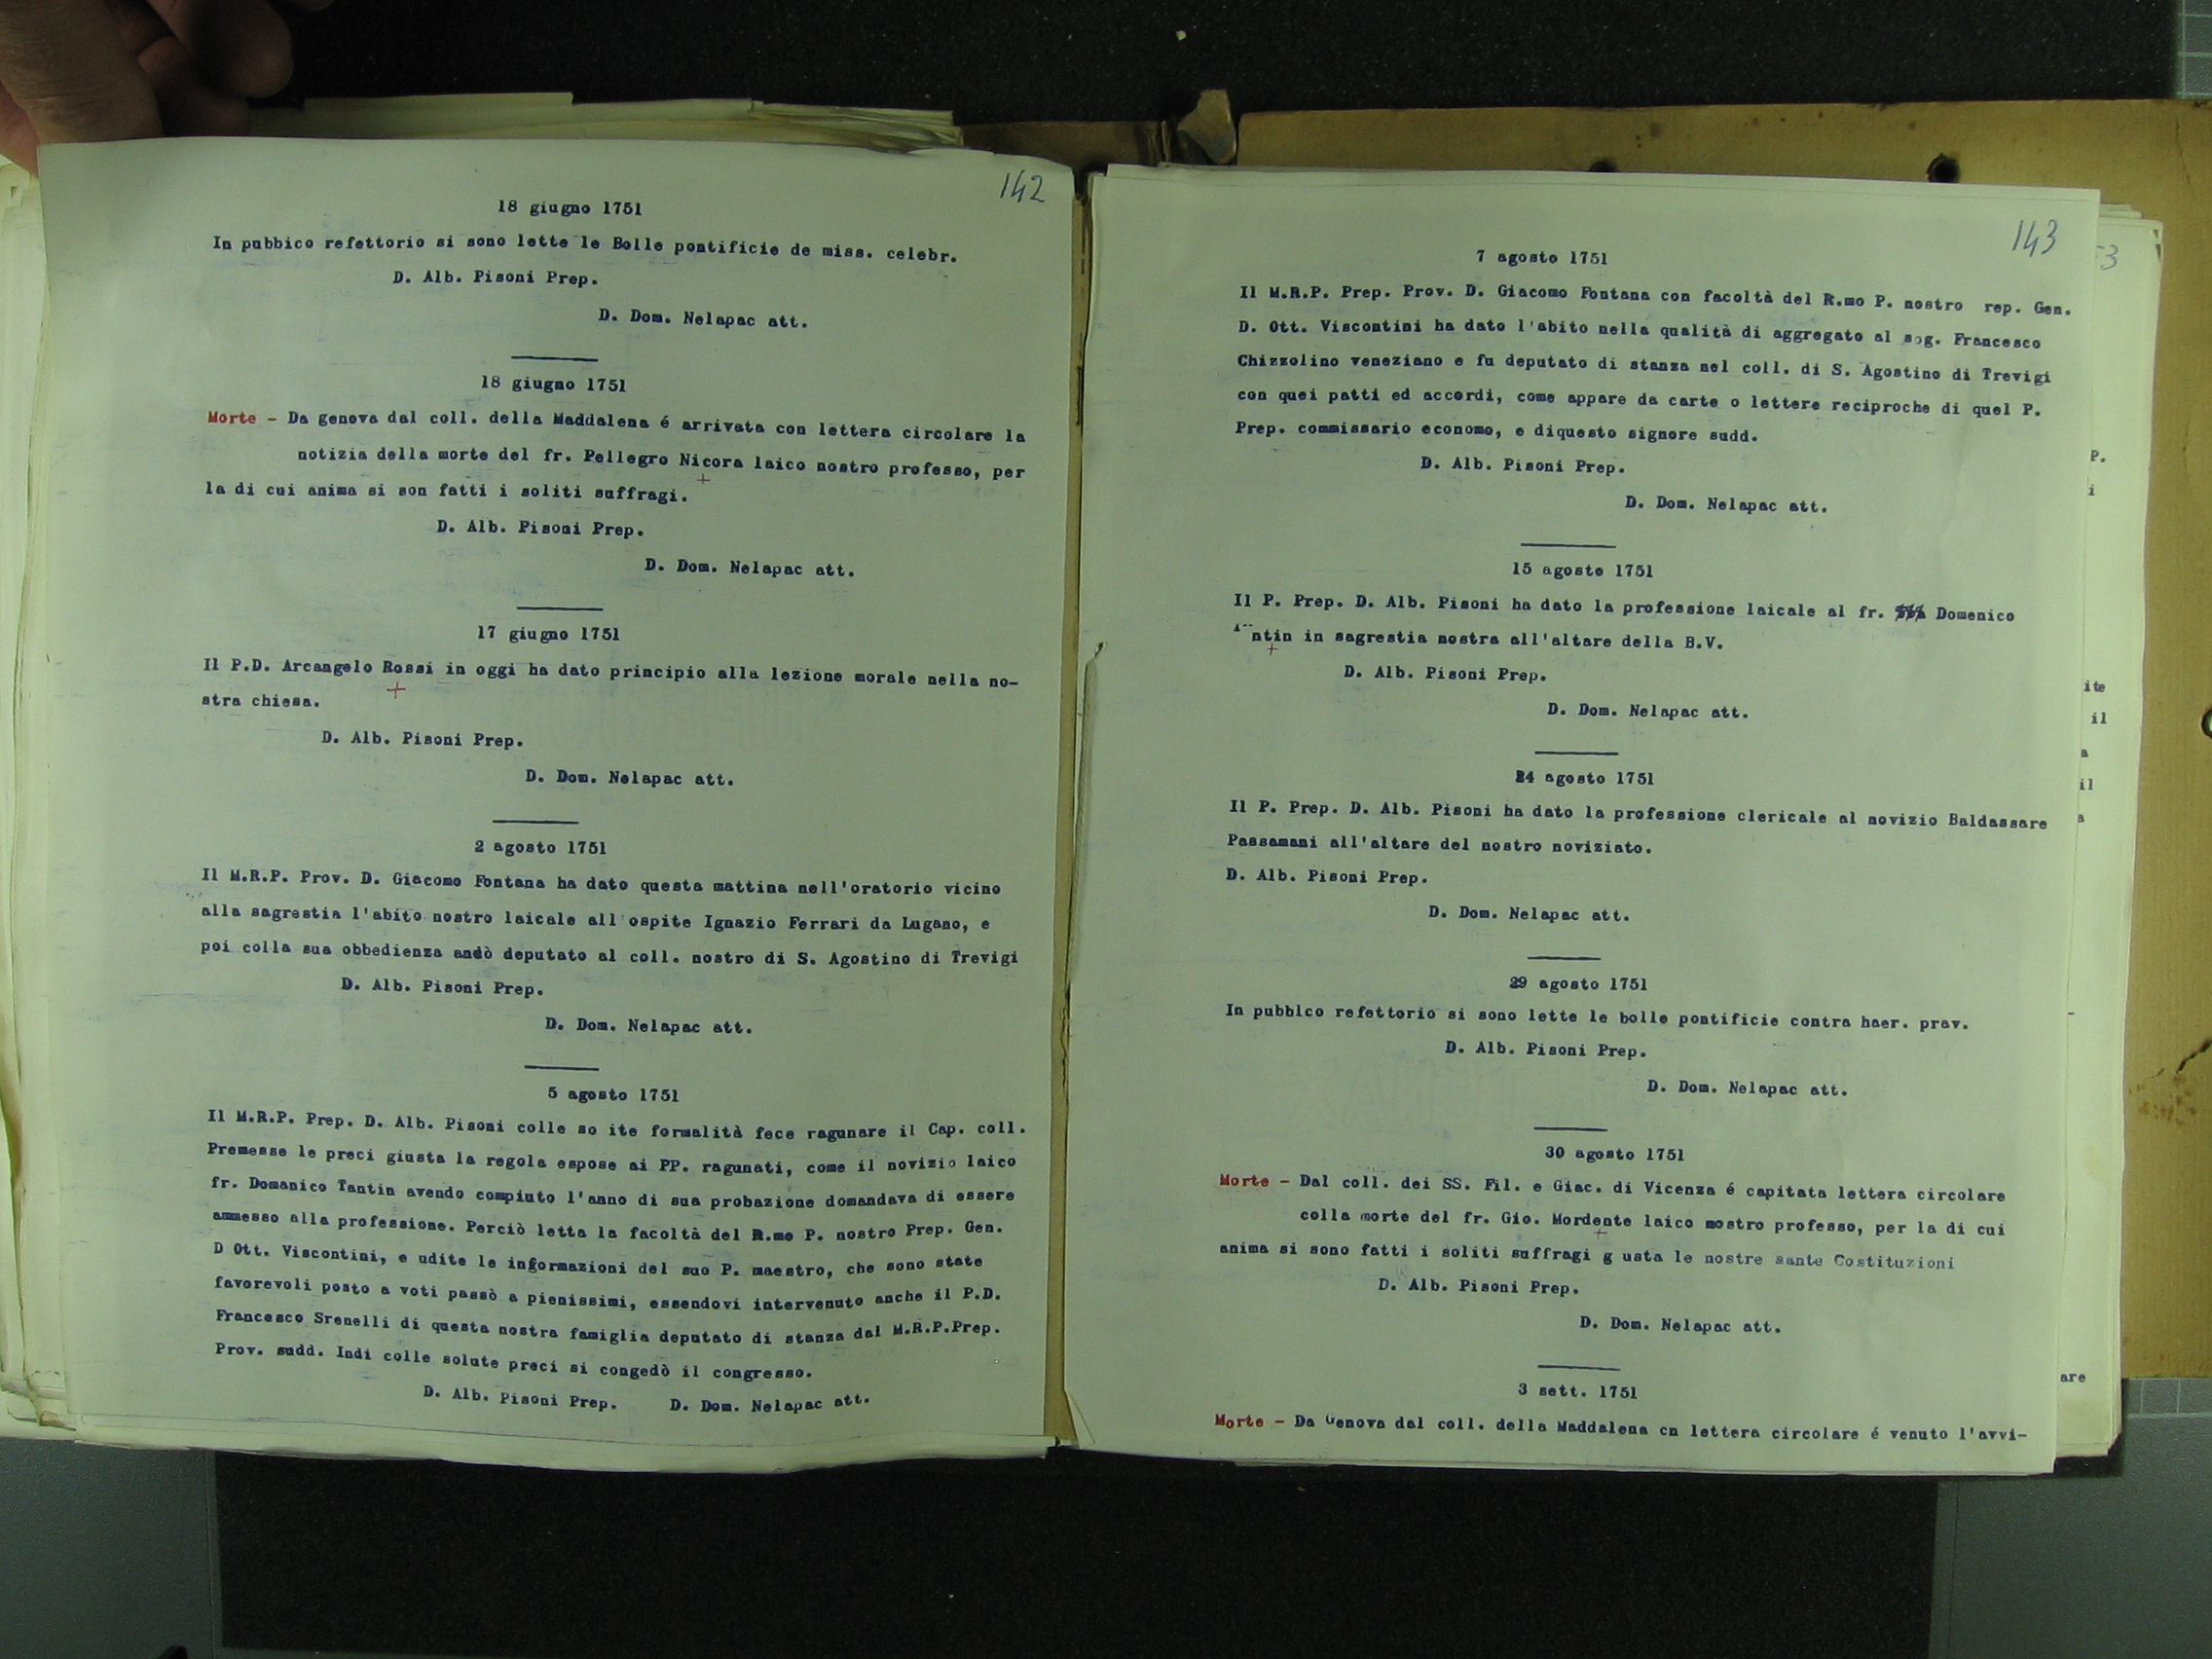 142
18 giugno 1751
In pubbico refettorio si sono lette le Bolle pontificie de miss. celebr.
D. Alb. Pisoni Prep.
D. Dom. Nelapac att.
18 giugno 1751
Morte - Da genova dal coll. della Maddalena é arrivata con lettera circolare la
notizia della morte del fr. Pellegro Nicora laico nostro professo, per
la di cui anima si son fatti i soliti suffragi.
D. Alb. Pisoni Prep.
D. Dom. Nelapac att.
17 giugno 1751
Il P.D. Arcangelo Rossi in oggi ha dato principio alla lezione morale nella no-
stra chiesa.
D. Alb. Pisoni Prep.
D. Dom. Nelapac att.
2 agosto 1751
Il M.R.P. Prov. D. Giacomo Fontana ha dato questa mattina nell'oratorio vicino
alla sagrestia l'abito nostro laicale all'ospite Ignazio Ferrari da Lugano, e
poi colla sua obbedienza andò deputato al coll. nostro di S. Agostino di Trevigi
D. Alb. Pisoni Prep.
D. Dom. Nelapac att.
5 agosto 1751
Il M.R.P. Prep. D. Alb. Pisoni colle so ite formalità fece ragunare il Cap. coll.
Premesse le preci giusta la regola espose ai PP. ragunati, come il novizio laico
fr. Domanico Tantin avendo compiuto l'anno di sua probazione domandava di essere
ammesso alla professione. Perciò letta la facoltà del R.mo P. nostro Prep. Gen.
D Ott. Viscontini, e udite le informazioni del suo P. maestro, che sono state
favorevoli posto a voti passò a pienissimi, essendovi intervenuto anche il P.D.
Francesco Srenelli di questa nostra famiglia deputato di stanza dal M.R.P.Prep.
Prov. sudd. Indi colle solute preci si congedò il congresso.
D. Alb. Pisoni Prep. D. Dom. Nelapac att.
143
7 agosto 1751
Il M.R.P. Prep. Prov. D. Giacomo Fontana con facoltà del R.mo P. nostro rep. Gen.
D. Ott. Viscontini ha dato l'abito nella qualità di aggregato al sog. Francesco
Chizzolino veneziano e fu deputato di stanza nel coll. di S. Agostino di Trevigi
con quei patti ed accordi, come appare da carte o lettere reciproche di quel P.
Prep. commissario economo, e diquesto signore sudd.
D. Alb. Pisoni Prep.
D. Dom. Nelapac att.
15 agosto 1751
Il P. Prep. D. Alb. Pisoni ha dato la professione laicale al fr. Domenico
ntin in sagrestia nostra all'altare della B.V.
D. Alb. Pisoni Prep.
D. Dom. Nelapac att.
24 agosto 1751
Il P. Prep. D. Alb. Pisoni ha dato la professione clericale al novizio Baldassare
Passamani all'altare del nostro noviziato.
D. Alb. Pisoni Prep.
D. Dom. Nelapac att.
29 agosto 1751
In pubblco refettorio si sono lette le bolle pontificie contra haer. prav.
D. Alb. Pisoni Prep.
D. Dom. Nelapac att.
30 agosto 1751
Morte - Dal coll. dei SS. Fil. e Giac. di Vicenza é capitata lettera circolare
colla morte del fr. Gio. Mordente laico nostro professo, per la di cui
anima si sono fatti i soliti suffragi g usta le nostre sante Costituzioni
D. Alb. Pisoni Prep.
D. Dom. Nelapac att.
3 sett. 1751
Morte - Da Genova dal coll. della Maddalena cn lettera circolare é venuto l'avvi-